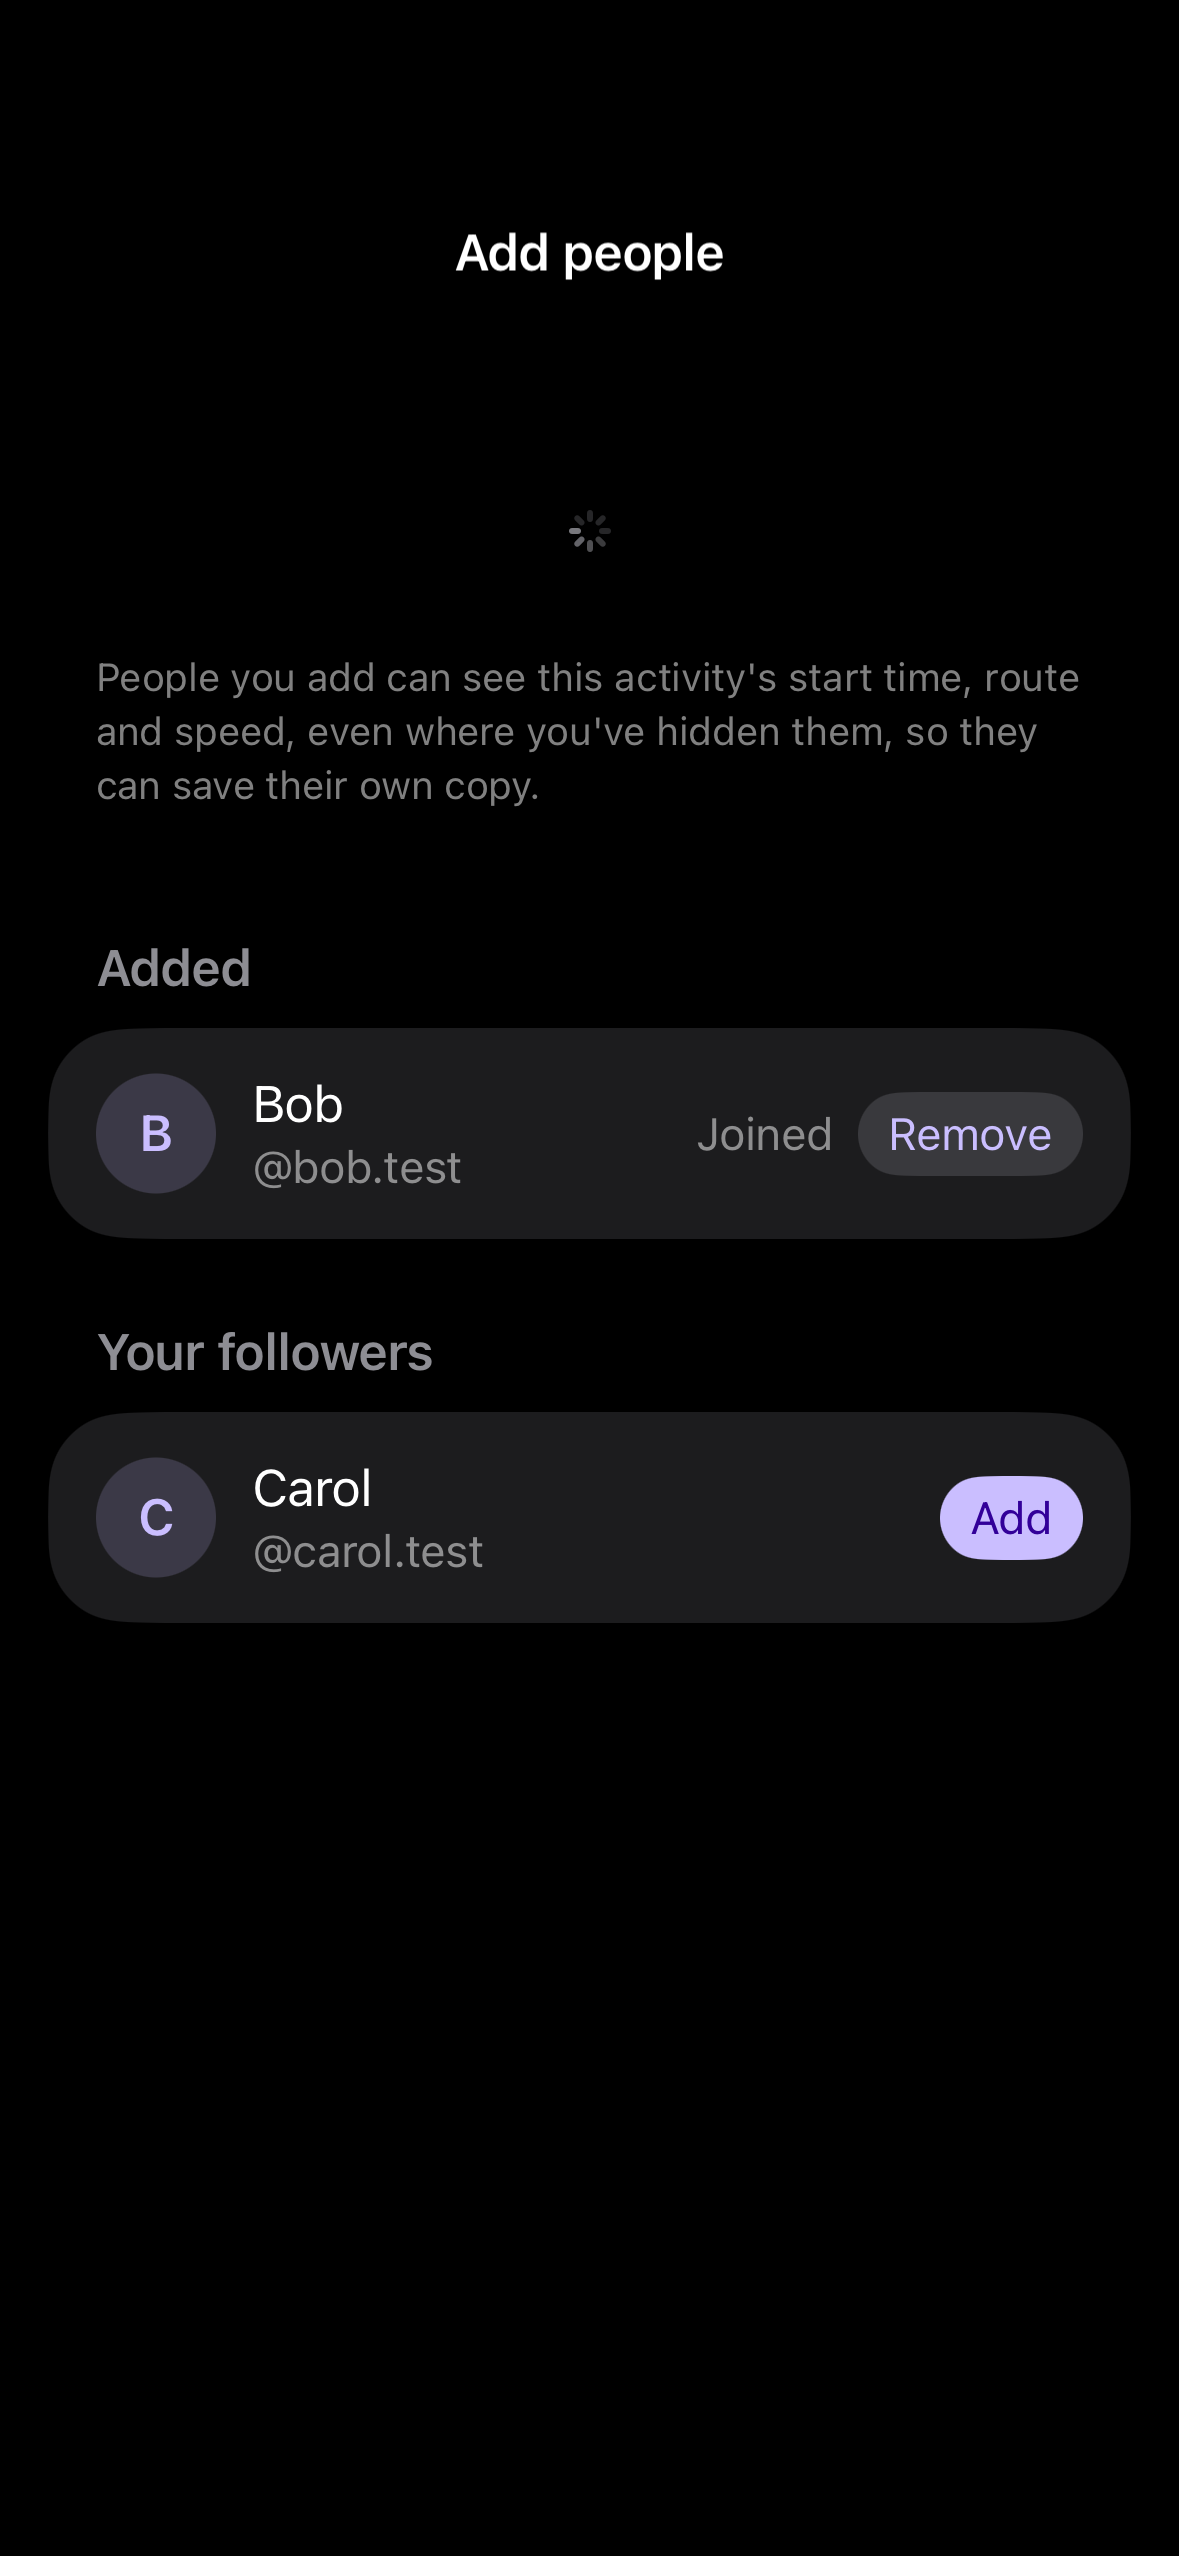 Add people
People you add can see this activity's start time, route
and speed, even where you've hidden them, so they
can save their own copy.
Added
B
Bob
@bob.test
Joined
Remove
Your followers
C
Carol
@carol.test
Add